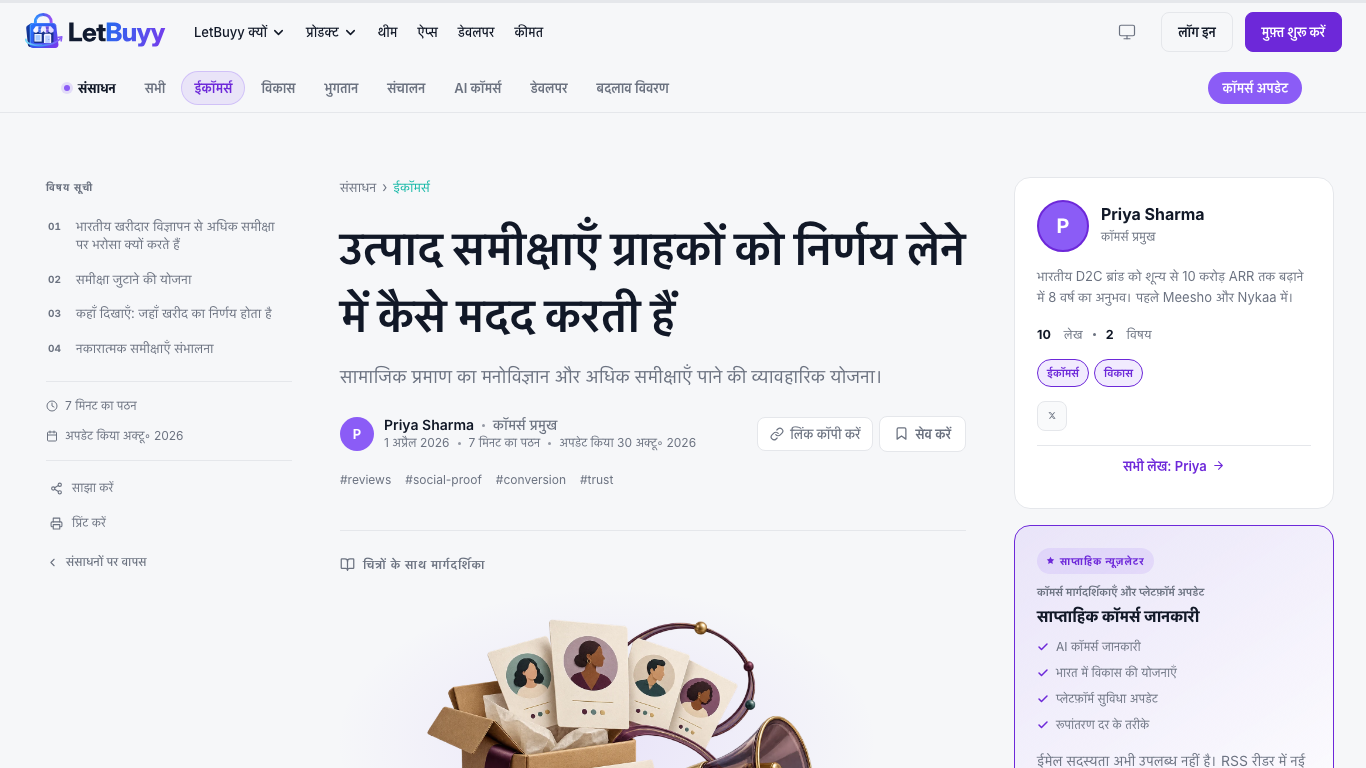 LetBuyy
LetBuyy क्यों
प्रोडक्ट
थीम
ऐप्स
डेवलपर
कीमत
लॉग इन
मुफ़्त शुरू करें
संसाधन
सभी
ईकॉमर्स
विकास
भुगतान
संचालन
AI कॉमर्स
डेवलपर
बदलाव विवरण
कॉमर्स अपडेट
विषय सूची
01 भारतीय खरीदार विज्ञापन से अधिक समीक्षा
पर भरोसा क्यों करते हैं
02 समीक्षा जुटाने की योजना
03 कहाँ दिखाएँ: जहाँ खरीद का निर्णय होता है
04 नकारात्मक समीक्षाएँ संभालना
7 मिनट का पठन
अपडेट किया अक्टू॰ 2026
साझा करें
प्रिंट करें
संसाधनों पर वापस
संसाधन › ईकॉमर्स
उत्पाद समीक्षाएँ ग्राहकों को निर्णय लेने
में कैसे मदद करती हैं
सामाजिक प्रमाण का मनोविज्ञान और अधिक समीक्षाएँ पाने की व्यावहारिक योजना।
P
Priya Sharma • कॉमर्स प्रमुख
1 अप्रैल 2026 • 7 मिनट का पठन • अपडेट किया 30 अक्टू॰ 2026
लिंक कॉपी करें
सेव करें
#reviews #social-proof #conversion #trust
चित्रों के साथ मार्गदर्शिका
P
Priya Sharma
कॉमर्स प्रमुख
भारतीय D2C ब्रांड को शून्य से 10 करोड़ ARR तक बढ़ाने
में 8 वर्ष का अनुभव। पहले Meesho और Nykaa में।
10 लेख • 2 विषय
ईकॉमर्स
विकास
𝕏
सभी लेख: Priya →
साप्ताहिक न्यूज़लेटर
कॉमर्स मार्गदर्शिकाएँ और प्लेटफ़ॉर्म अपडेट
साप्ताहिक कॉमर्स जानकारी
AI कॉमर्स जानकारी
भारत में विकास की योजनाएँ
प्लेटफ़ॉर्म सुविधा अपडेट
रूपांतरण दर के तरीके
ईमेल सदस्यता अभी उपलब्ध नहीं है। RSS रीडर में नई